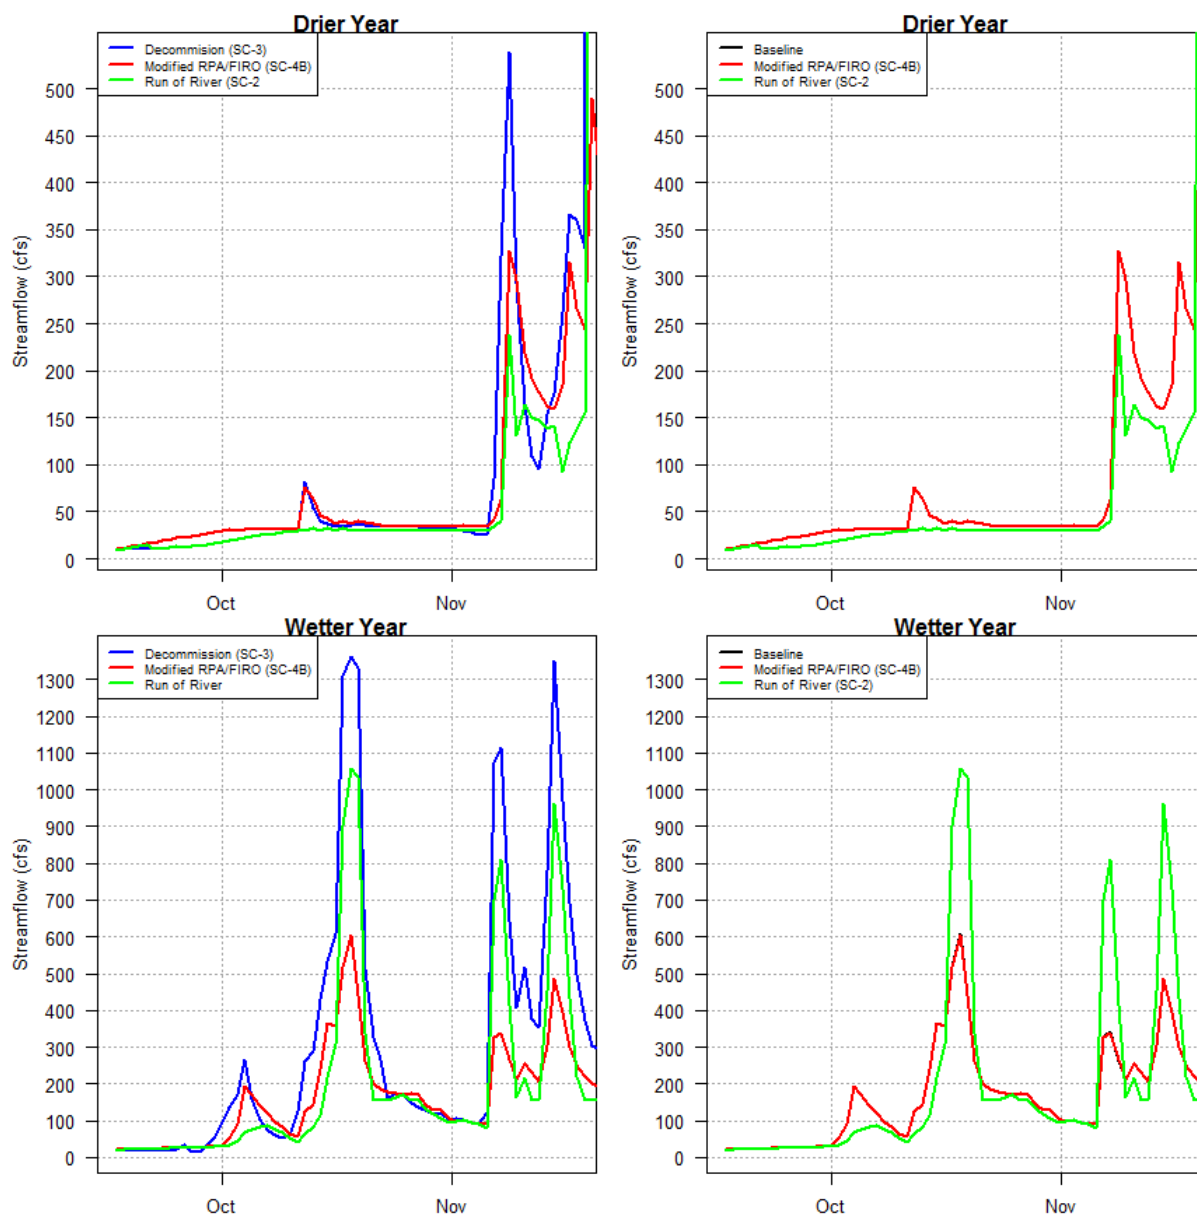 Drier Year
Decommision (SC-3)
Modified RPA/FIRO (SC-4B)
Run of River (SC-2
500
450
400
350
300
250
200
150
100
50
0
Streamflow (cfs)
Oct
Nov
Drier Year
Baseline
Modified RPA/FIRO (SC-4B)
Run of River (SC-2
500
450
400
350
300
250
200
150
100
50
0
Streamflow (cfs)
Oct
Nov
Wetter Year
Decommission (SC-3)
Modified RPA/FIRO (SC-4B)
Run of River
1300
1200
1100
1000
900
800
700
600
500
400
300
200
100
0
Streamflow (cfs)
Oct
Nov
Wetter Year
Baseline
Modified RPA/FIRO (SC-4B)
Run of River (SC-2)
1300
1200
1100
1000
900
800
700
600
500
400
300
200
100
0
Streamflow (cfs)
Oct
Nov